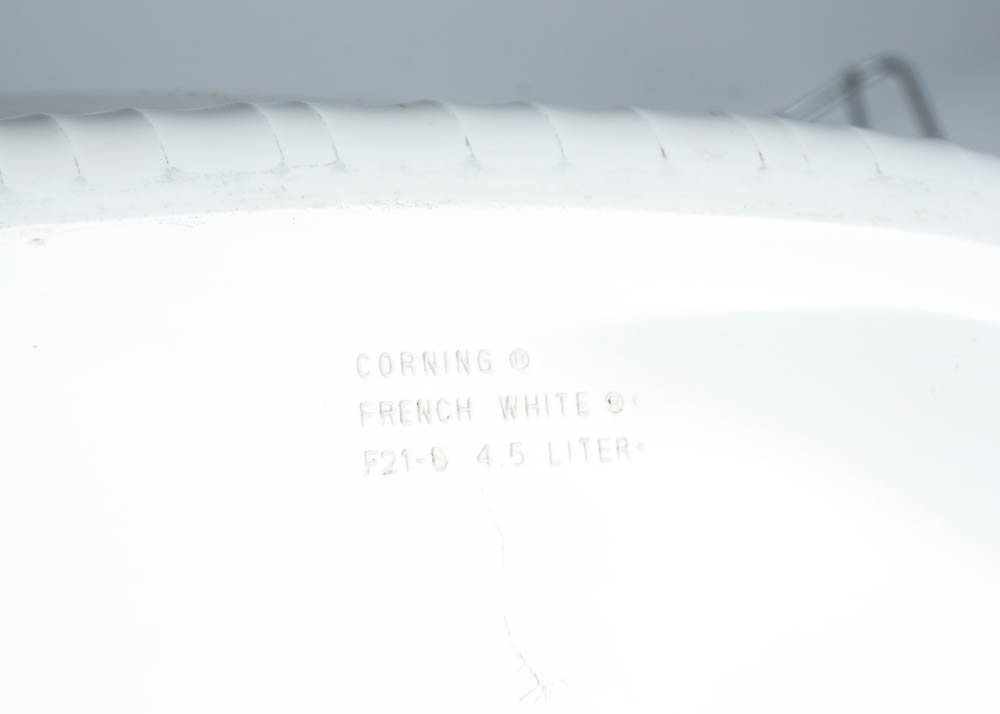 CORNING ®
FRENCH WHITE ®
F21-B 4.5 LITER